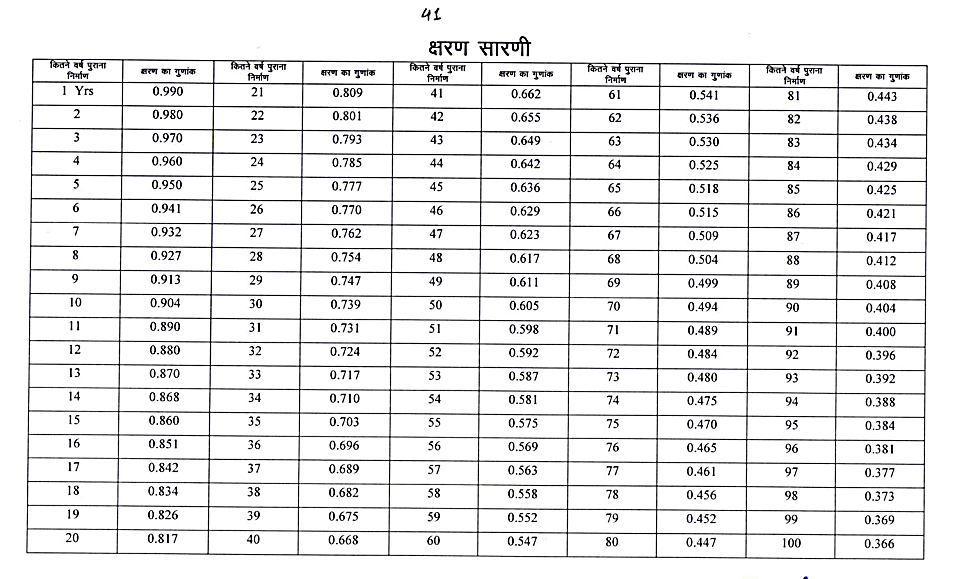 41
क्षरण सारणी
कितने वर्ष पुराना निर्माण क्षरण का गुणांक कितने वर्ष पुराना निर्माण क्षरण का गुणांक कितने वर्ष पुराना निर्माण क्षरण का गुणांक कितने वर्ष पुराना निर्माण क्षरण का गुणांक कितने वर्ष पुराना निर्माण क्षरण का गुणांक
1 Yrs 0.990 21 0.809 41 0.662 61 0.541 81 0.443
2 0.980 22 0.801 42 0.655 62 0.536 82 0.438
3 0.970 23 0.793 43 0.649 63 0.530 83 0.434
4 0.960 24 0.785 44 0.642 64 0.525 84 0.429
5 0.950 25 0.777 45 0.636 65 0.518 85 0.425
6 0.941 26 0.770 46 0.629 66 0.515 86 0.421
7 0.932 27 0.762 47 0.623 67 0.509 87 0.417
8 0.927 28 0.754 48 0.617 68 0.504 88 0.412
9 0.913 29 0.747 49 0.611 69 0.499 89 0.408
10 0.904 30 0.739 50 0.605 70 0.494 90 0.404
11 0.890 31 0.731 51 0.598 71 0.489 91 0.400
12 0.880 32 0.724 52 0.592 72 0.484 92 0.396
13 0.870 33 0.717 53 0.587 73 0.480 93 0.392
14 0.868 34 0.710 54 0.581 74 0.475 94 0.388
15 0.860 35 0.703 55 0.575 75 0.470 95 0.384
16 0.851 36 0.696 56 0.569 76 0.465 96 0.381
17 0.842 37 0.689 57 0.563 77 0.461 97 0.377
18 0.834 38 0.682 58 0.558 78 0.456 98 0.373
19 0.826 39 0.675 59 0.552 79 0.452 99 0.369
20 0.817 40 0.668 60 0.547 80 0.447 100 0.366